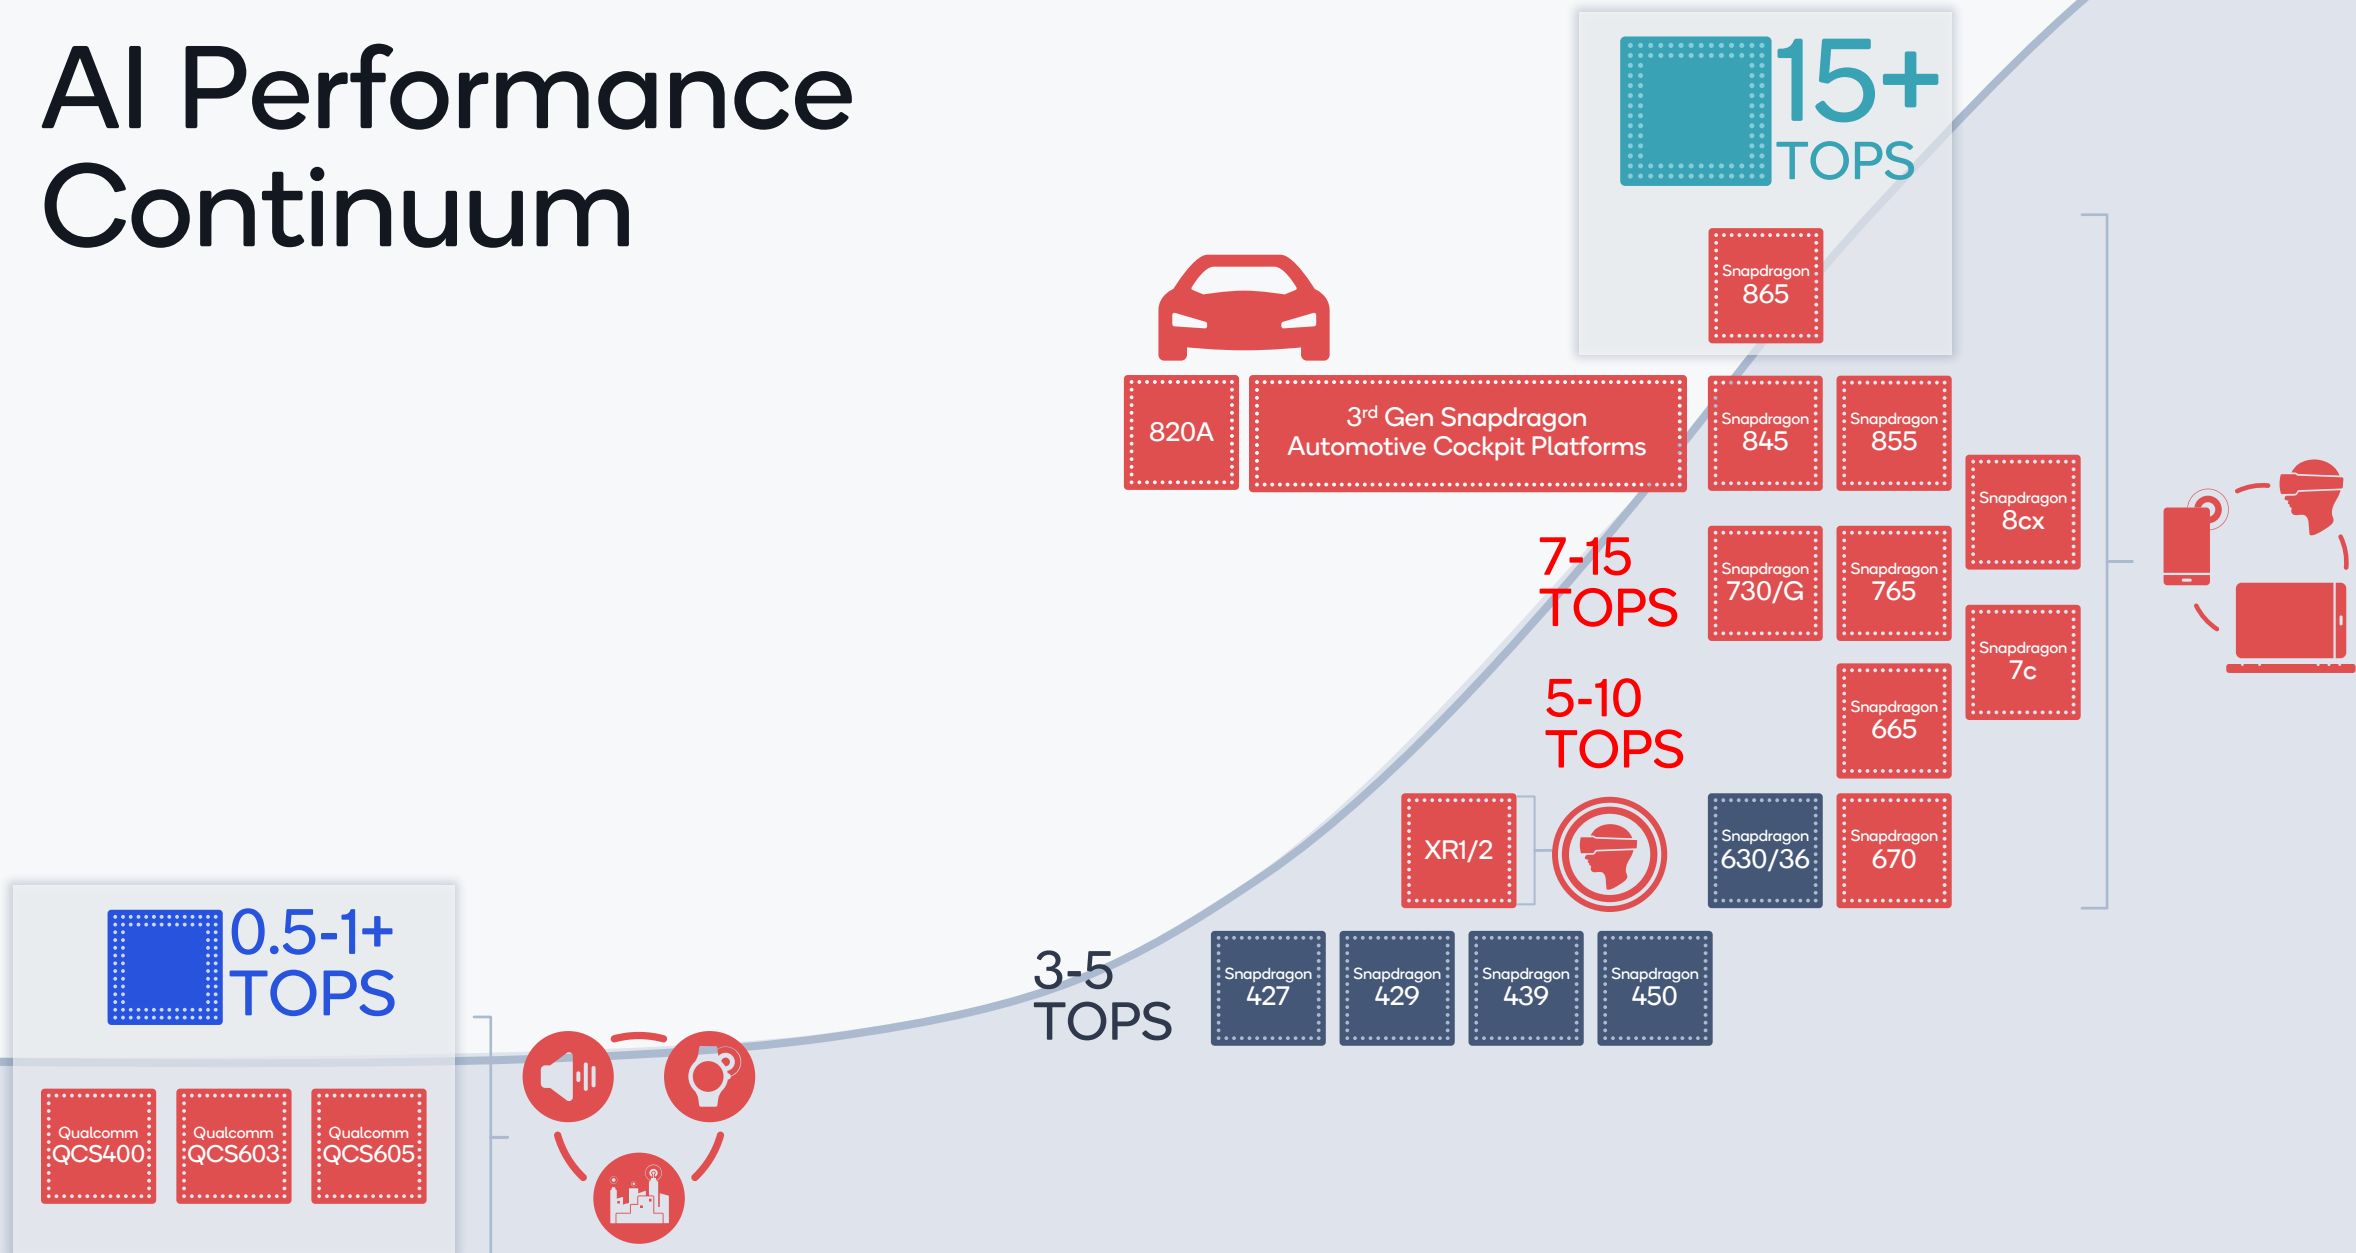 AI Performance
Continuum
15+
TOPS
Snapdragon
865
820A
3rd Gen Snapdragon
Automotive Cockpit Platforms
Snapdragon
845
Snapdragon
855
Snapdragon
8cx
7-15
TOPS
Snapdragon
730/G
Snapdragon
765
Snapdragon
7c
5-10
TOPS
Snapdragon
665
XR1/2
Snapdragon
630/36
Snapdragon
670
3-5
TOPS
Snapdragon
427
Snapdragon
429
Snapdragon
439
Snapdragon
450
0.5-1+
TOPS
Qualcomm
QCS400
Qualcomm
QCS603
Qualcomm
QCS605